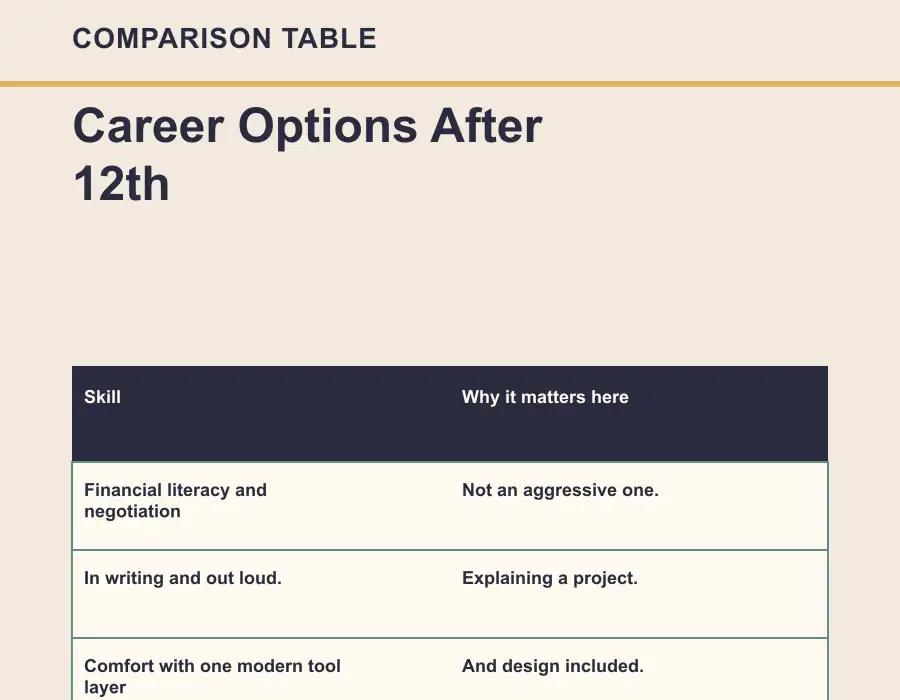 COMPARISON TABLE
Career Options After
12th
Skill
Why it matters here
Financial literacy and
negotiation
Not an aggressive one.
In writing and out loud.
Explaining a project.
Comfort with one modern tool
layer
And design included.